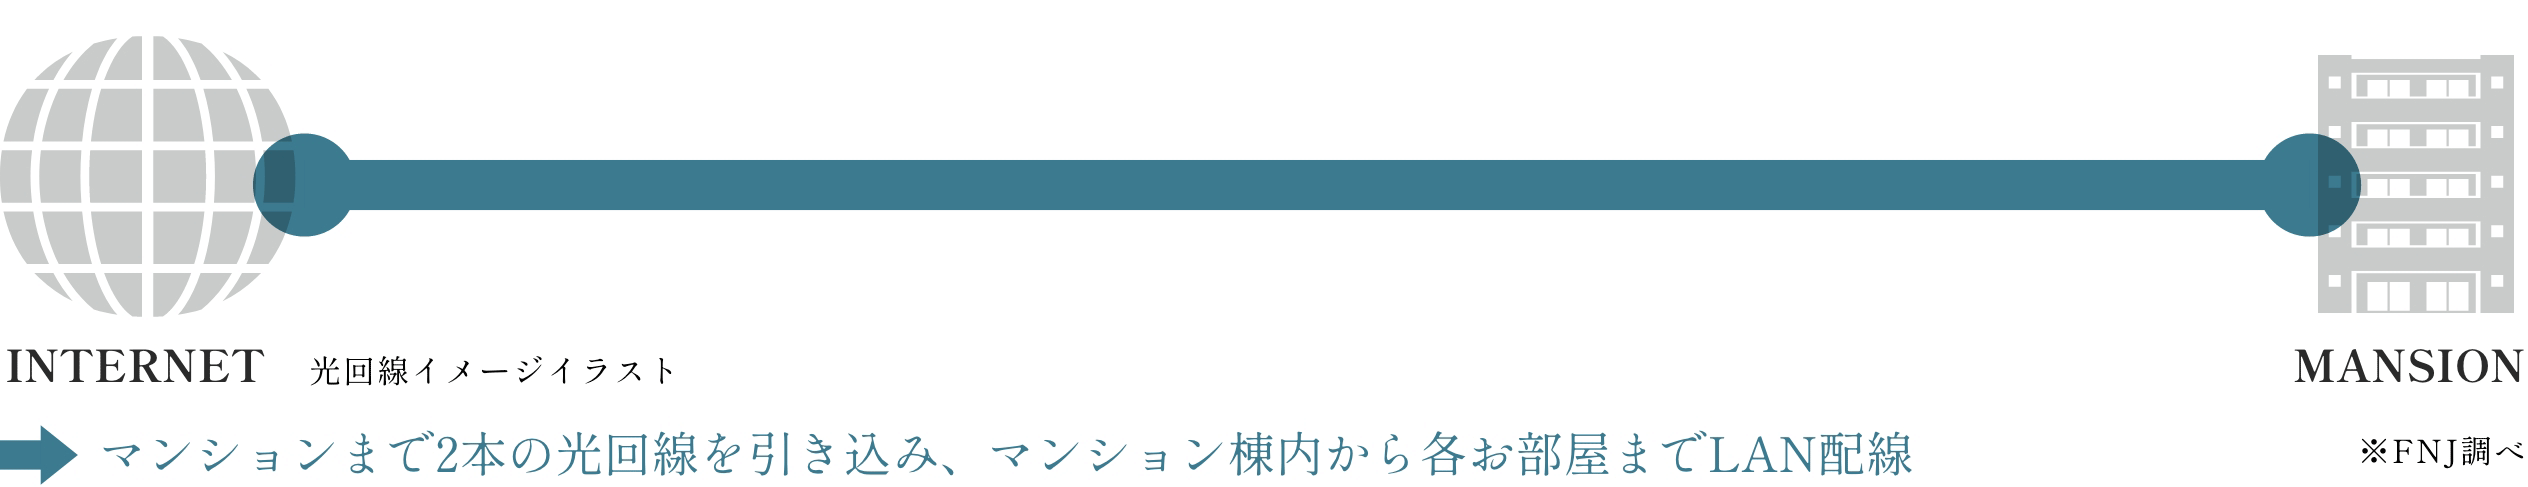 INTERNET
光回線イメージイラスト
MANSION
マンションまで2本の光回線を引き込み、マンション棟内から各お部屋までLAN配線
※FNJ調べ